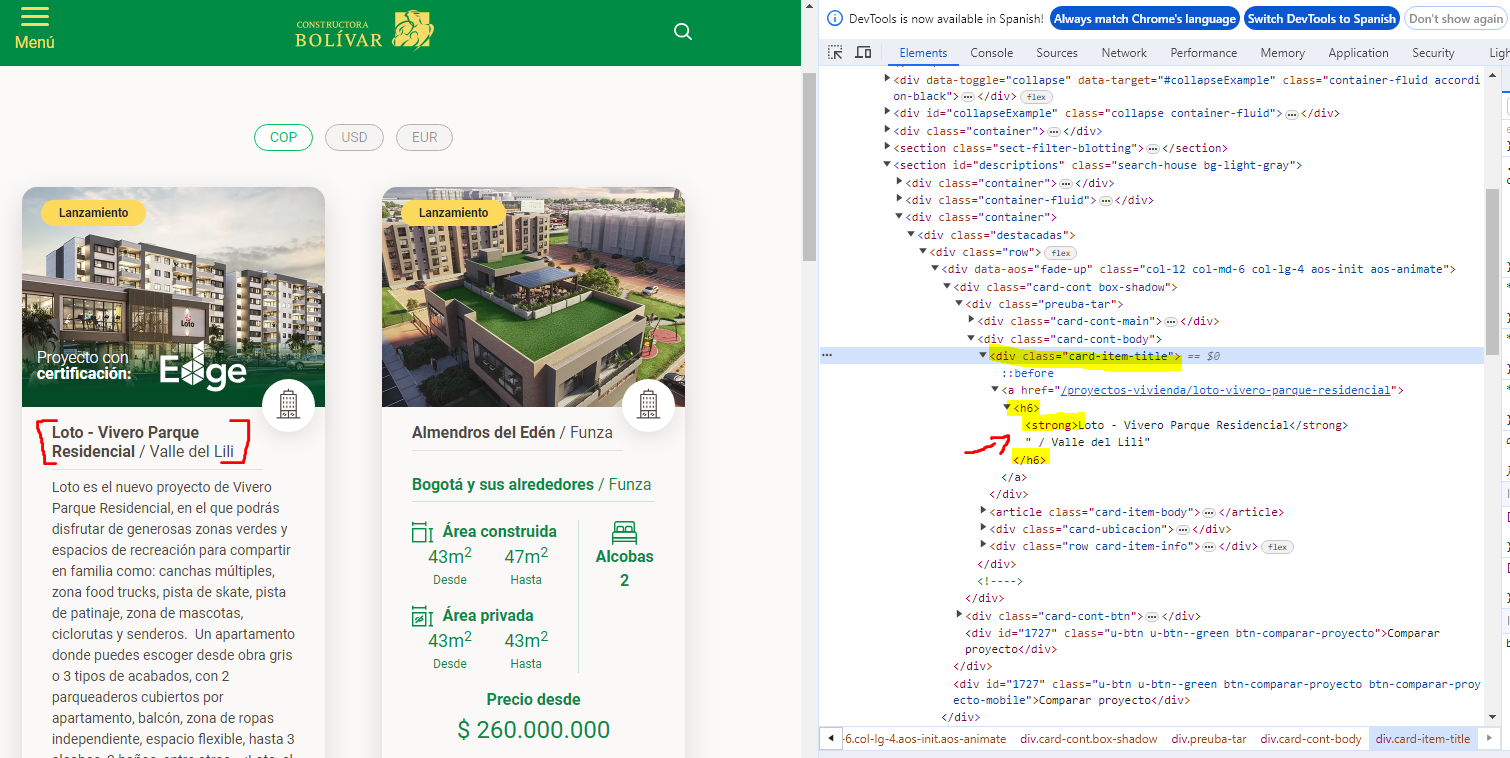 Menú
CONSTRUCTORA
BOLÍVAR
COP USD EUR
Lanzamiento
Loto
Proyecto con
certificación:
Edge
Loto - Vivero Parque
Residencial / Valle del Lili
Loto es el nuevo proyecto de Vivero
Parque Residencial, en el que podrás
disfrutar de generosas zonas verdes y
espacios de recreación para compartir
en familia como: canchas múltiples,
zona food trucks, pista de skate, pista
de patinaje, zona de mascotas,
ciclorutas y senderos. Un apartamento
donde puedes escoger desde obra gris
o 3 tipos de acabados, con 2
parqueaderos cubiertos por
apartamento, balcón, zona de ropas
independiente, espacio flexible, hasta 3
Lanzamiento
Almendros del Edén / Funza
Bogotá y sus alrededores / Funza
Área construida
43m2 47m2
Desde Hasta
Alcobas
2
Área privada
43m2 43m2
Desde Hasta
Precio desde
$ 260.000.000
DevTools is now available in Spanish! Always match Chrome's language Switch DevTools to Spanish Don't show again
Elements Console Sources Network Performance Memory Application Security Ligh
<div data-toggle="collapse" data-target="#collapseExample" class="container-fluid accordi
on-black"> ⋯ </div> flex
<div id="collapseExample" class="collapse container-fluid"> ⋯ </div>
<div class="container"> ⋯ </div>
<section class="sect-filter-blotting"> ⋯ </section>
<section id="descriptions" class="search-house bg-light-gray">
<div class="container"> ⋯ </div>
<div class="container-fluid"> ⋯ </div>
<div class="container">
<div class="destacadas">
<div class="row"> flex
<div data-aos="fade-up" class="col-12 col-md-6 col-lg-4 aos-init aos-animate">
<div class="card-cont box-shadow">
<div class="preuba-tar">
<div class="card-cont-main"> ⋯ </div>
<div class="card-cont-body">
<div class="card-item-title"> == $0
::before
<a href="/proyectos-vivienda/loto-vivero-parque-residencial">
<h6>
<strong>Loto - Vivero Parque Residencial</strong>
" / Valle del Lili"
</h6>
</a>
</div>
<article class="card-item-body"> ⋯ </article>
<div class="card-ubicacion"> ⋯ </div>
<div class="row card-item-info"> ⋯ </div> flex
</div>
<!---->
</div>
<div class="card-cont-btn"> ⋯ </div>
<div id="1727" class="u-btn u-btn--green btn-comparar-proyecto">Comparar
proyecto</div>
</div>
<div id="1727" class="u-btn u-btn--green btn-comparar-proyecto btn-comparar-proy
ecto-mobile">Comparar proyecto</div>
</div>
-6.col-lg-4.aos-init.aos-animate div.card-cont.box-shadow div.preuba-tar div.card-cont-body div.card-item-title